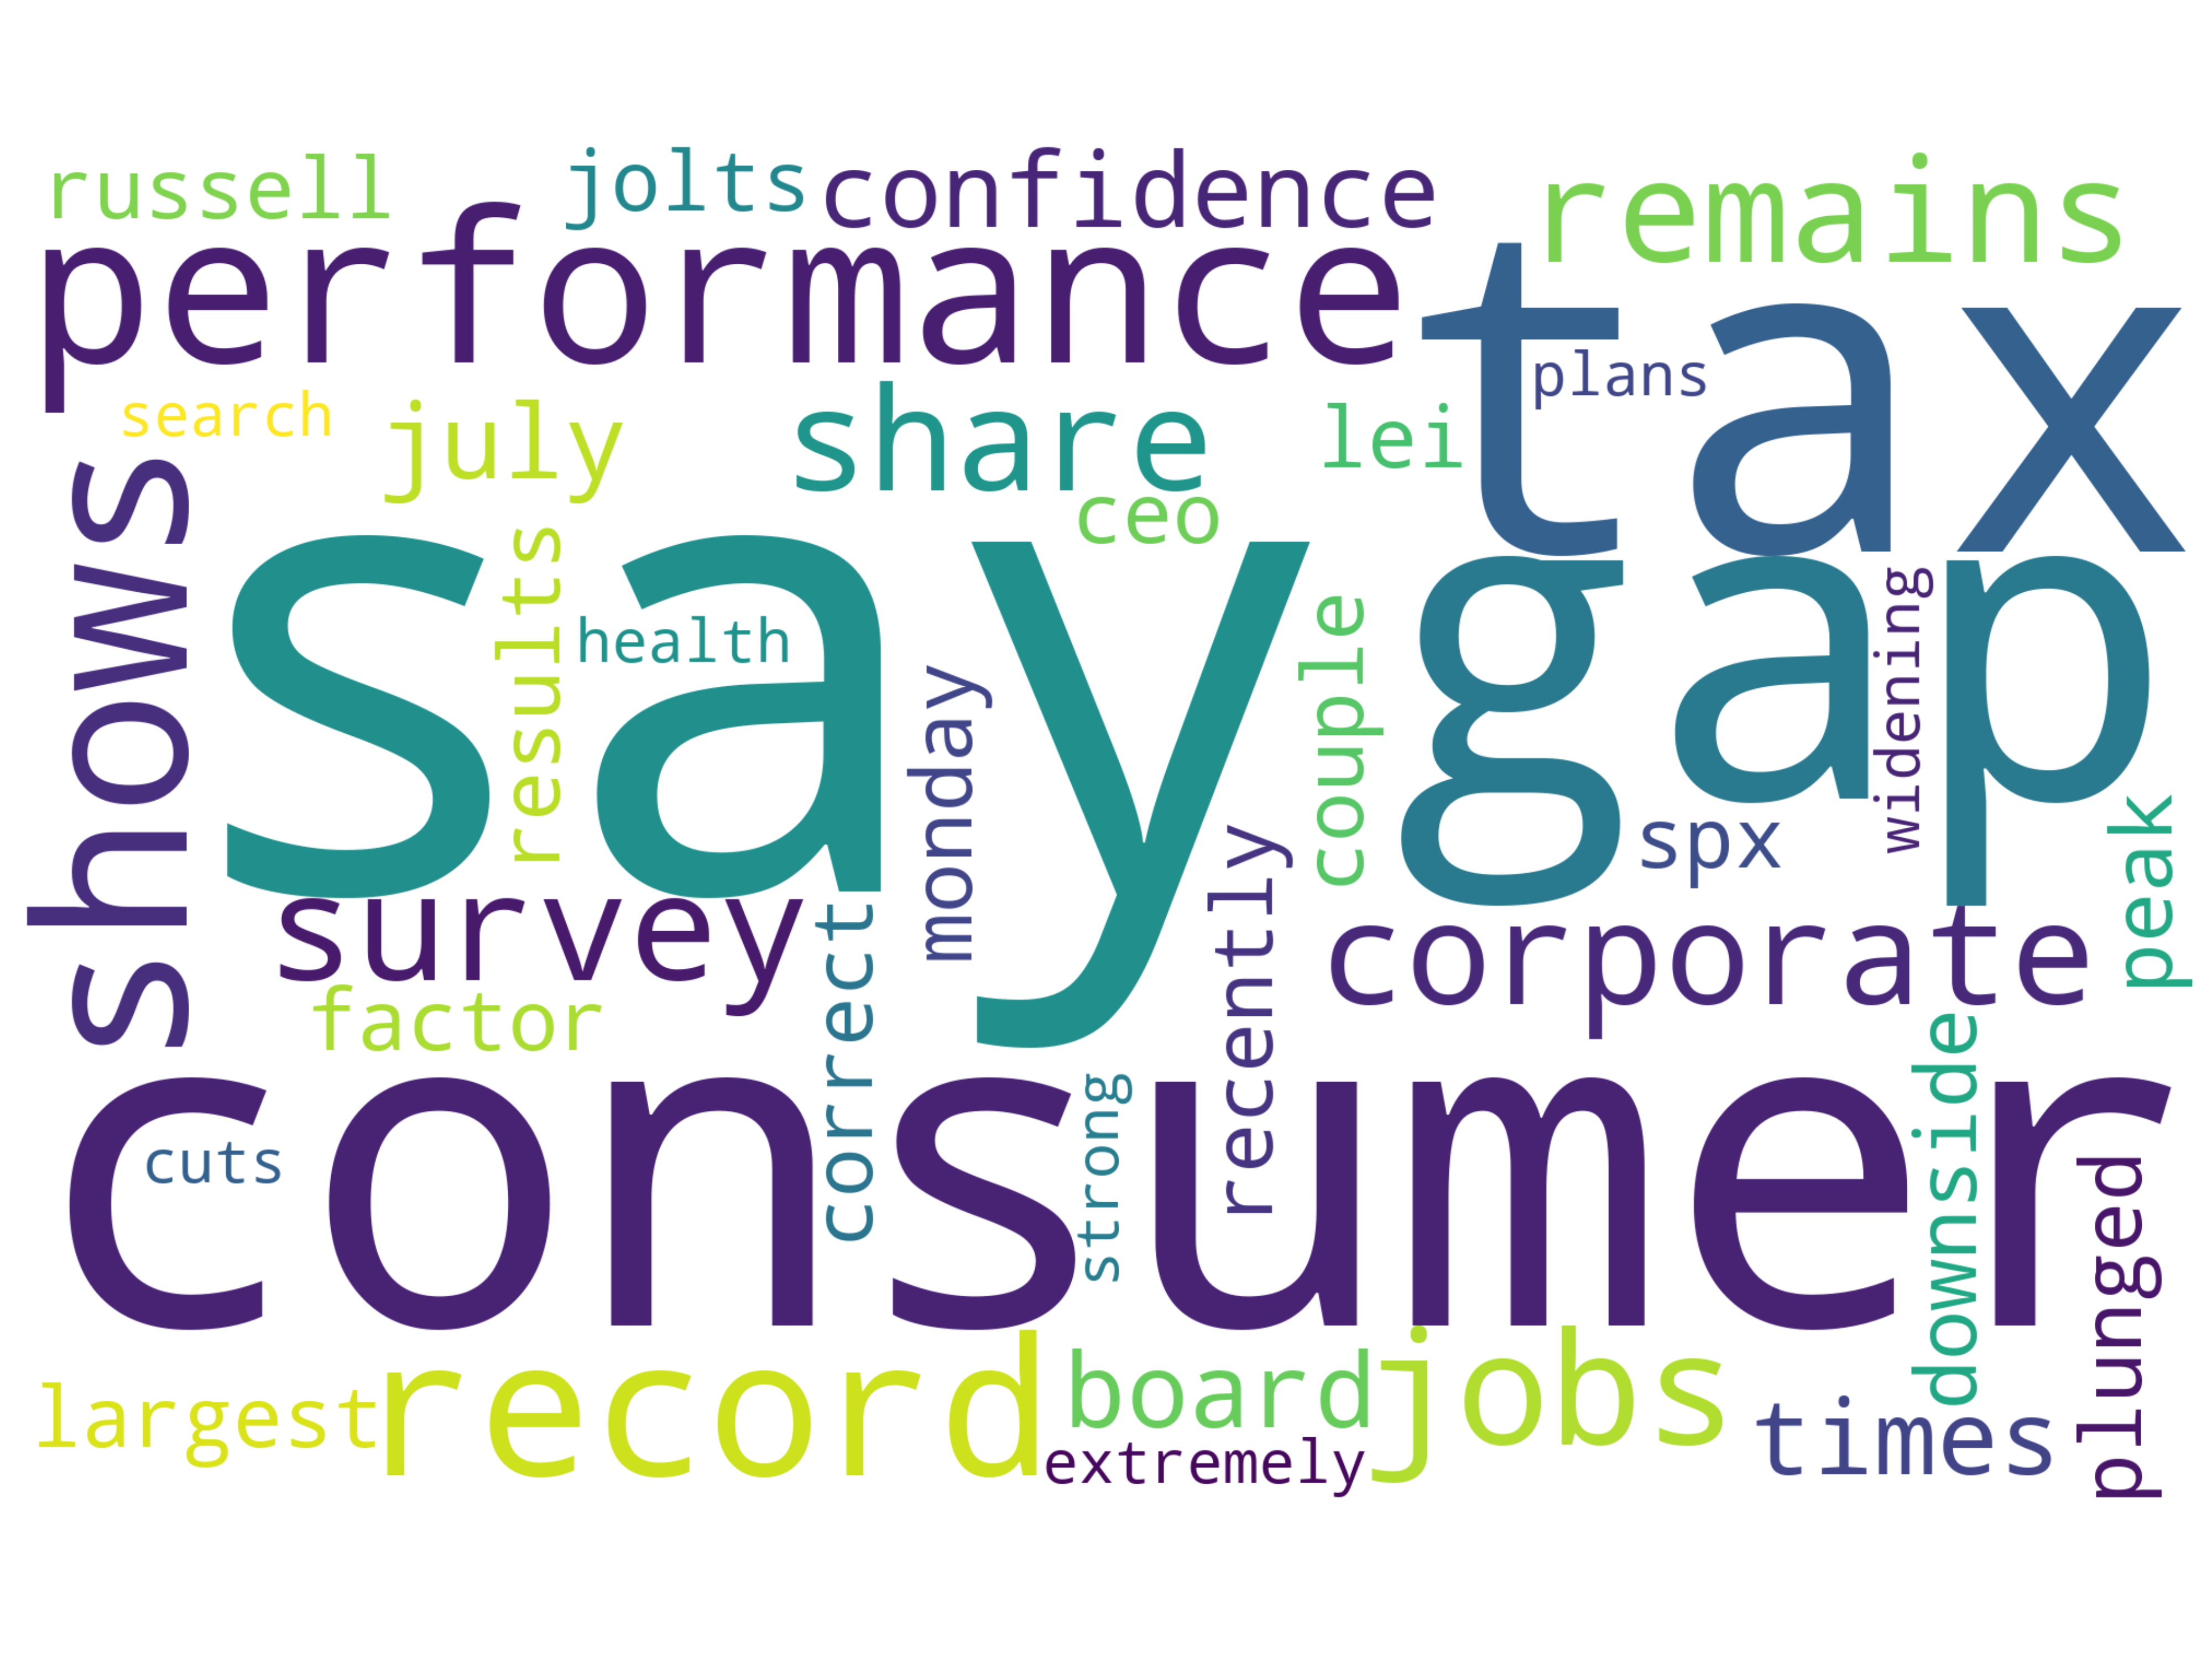 russell
jolts
confidence
remains
performance
tax
plans
search
july
share
lei
ceo
shows
say
gap
results
health
monday
couple
widening
spx
peak
survey
correct
recently
corporate
factor
consumer
cuts
strong
downside
plunged
largest
record
board
jobs
times
extremely